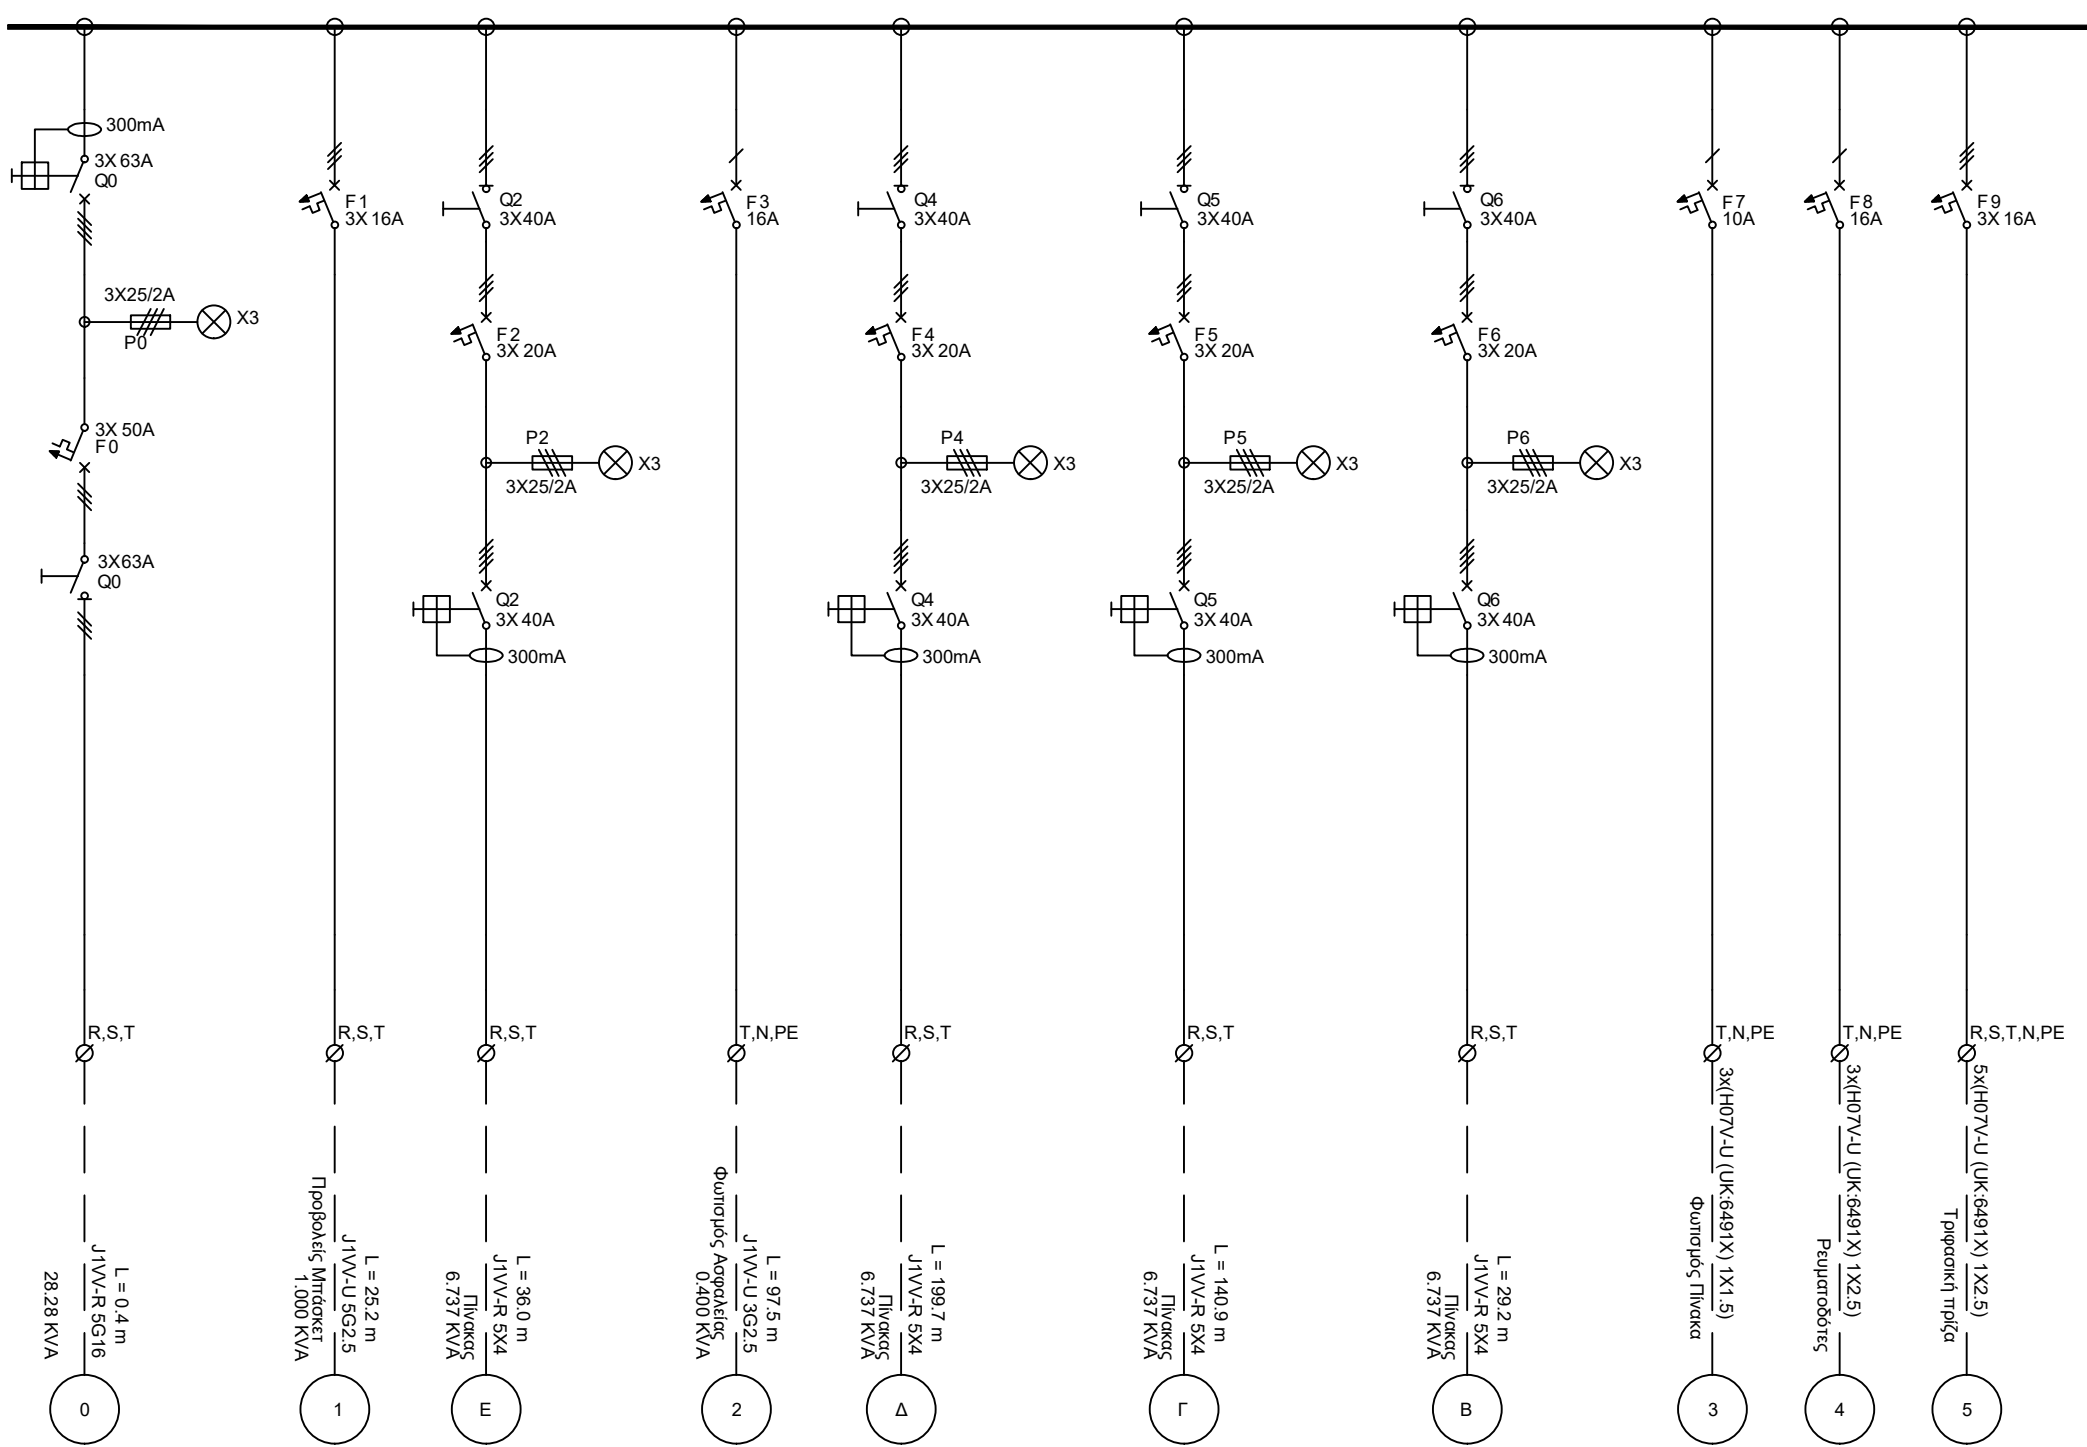 300mA
3X 63A
Q0
3X25/2A
P0
X3
3X 50A
F0
3X63A
Q0
R,S,T
L = 0.4 m
J1VV-R 5G16
28.28 KVA
0
F1
3X 16A
R,S,T
L = 25.2 m
J1VV-U 5G2.5
Προβολείς Μπάσκετ
1.000 KVA
1
Q2
3X40A
F2
3X 20A
P2
X3
3X25/2A
Q2
3X 40A
300mA
R,S,T
L = 36.0 m
J1VV-R 5X4
Πίνακας
6.737 KVA
E
F3
16A
T,N,PE
L = 97.5 m
J1VV-U 3G2.5
Φωτισμός Ασφαλείας
0.400 KVA
2
Q4
3X40A
F4
3X 20A
P4
X3
3X25/2A
Q4
3X 40A
300mA
R,S,T
L = 199.7 m
J1VV-R 5X4
Πίνακας
6.737 KVA
Δ
Q5
3X40A
F5
3X 20A
P5
X3
3X25/2A
Q5
3X 40A
300mA
R,S,T
L = 140.9 m
J1VV-R 5X4
Πίνακας
6.737 KVA
Γ
Q6
3X40A
F6
3X 20A
P6
X3
3X25/2A
Q6
3X 40A
300mA
R,S,T
L = 29.2 m
J1VV-R 5X4
Πίνακας
6.737 KVA
B
F7
10A
T,N,PE
3x(H07V-U (UK:6491X) 1X1.5)
Φωτισμός Πίνακα
3
F8
16A
T,N,PE
3x(H07V-U (UK:6491X) 1X2.5)
Ρευματοδότες
4
F9
3X 16A
R,S,T,N,PE
5x(H07V-U (UK:6491X) 1X2.5)
Τριφασική πρίζα
5